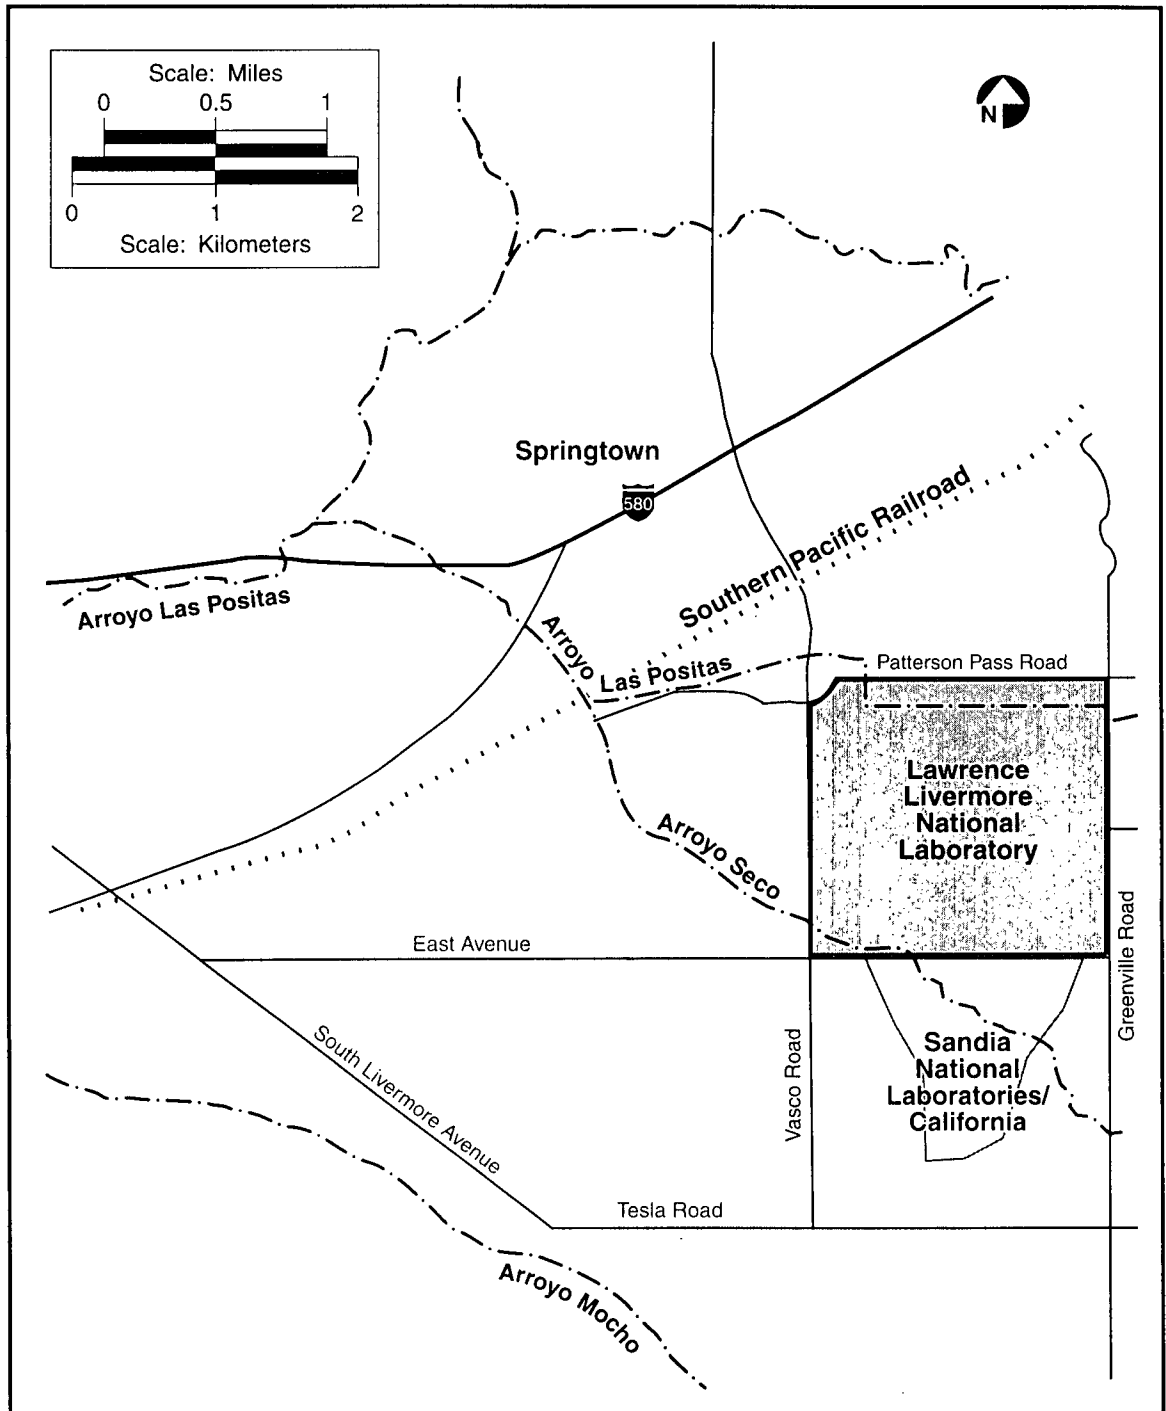 Scale: Miles
0 0.5 1
0 1 2
Scale: Kilometers
N
Springtown
580
Southern Pacific Railroad
Arroyo Las Positas
Arroyo
Las Positas
Patterson Pass Road
Lawrence
Livermore
National
Laboratory
Arroyo Seco
East Avenue
Greenville Road
South Livermore Avenue
Vasco Road
Sandia
National
Laboratories/
California
Tesla Road
Arroyo Mocho